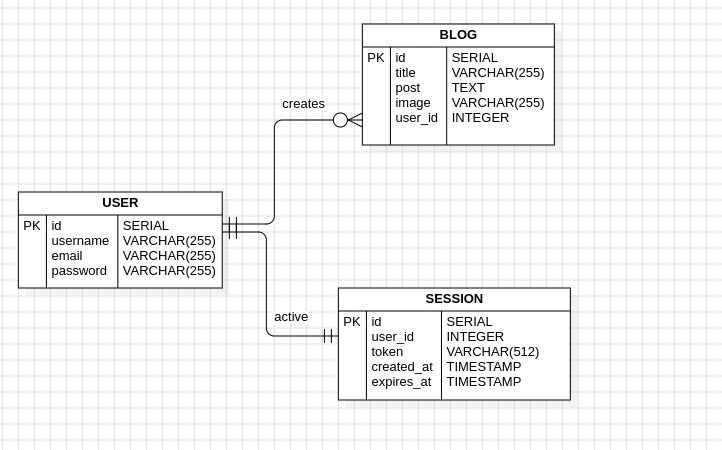 BLOG
PK id SERIAL
title VARCHAR(255)
post TEXT
image VARCHAR(255)
user_id INTEGER
creates
USER
PK id SERIAL
username VARCHAR(255)
email VARCHAR(255)
password VARCHAR(255)
active
SESSION
PK id SERIAL
user_id INTEGER
token VARCHAR(512)
created_at TIMESTAMP
expires_at TIMESTAMP